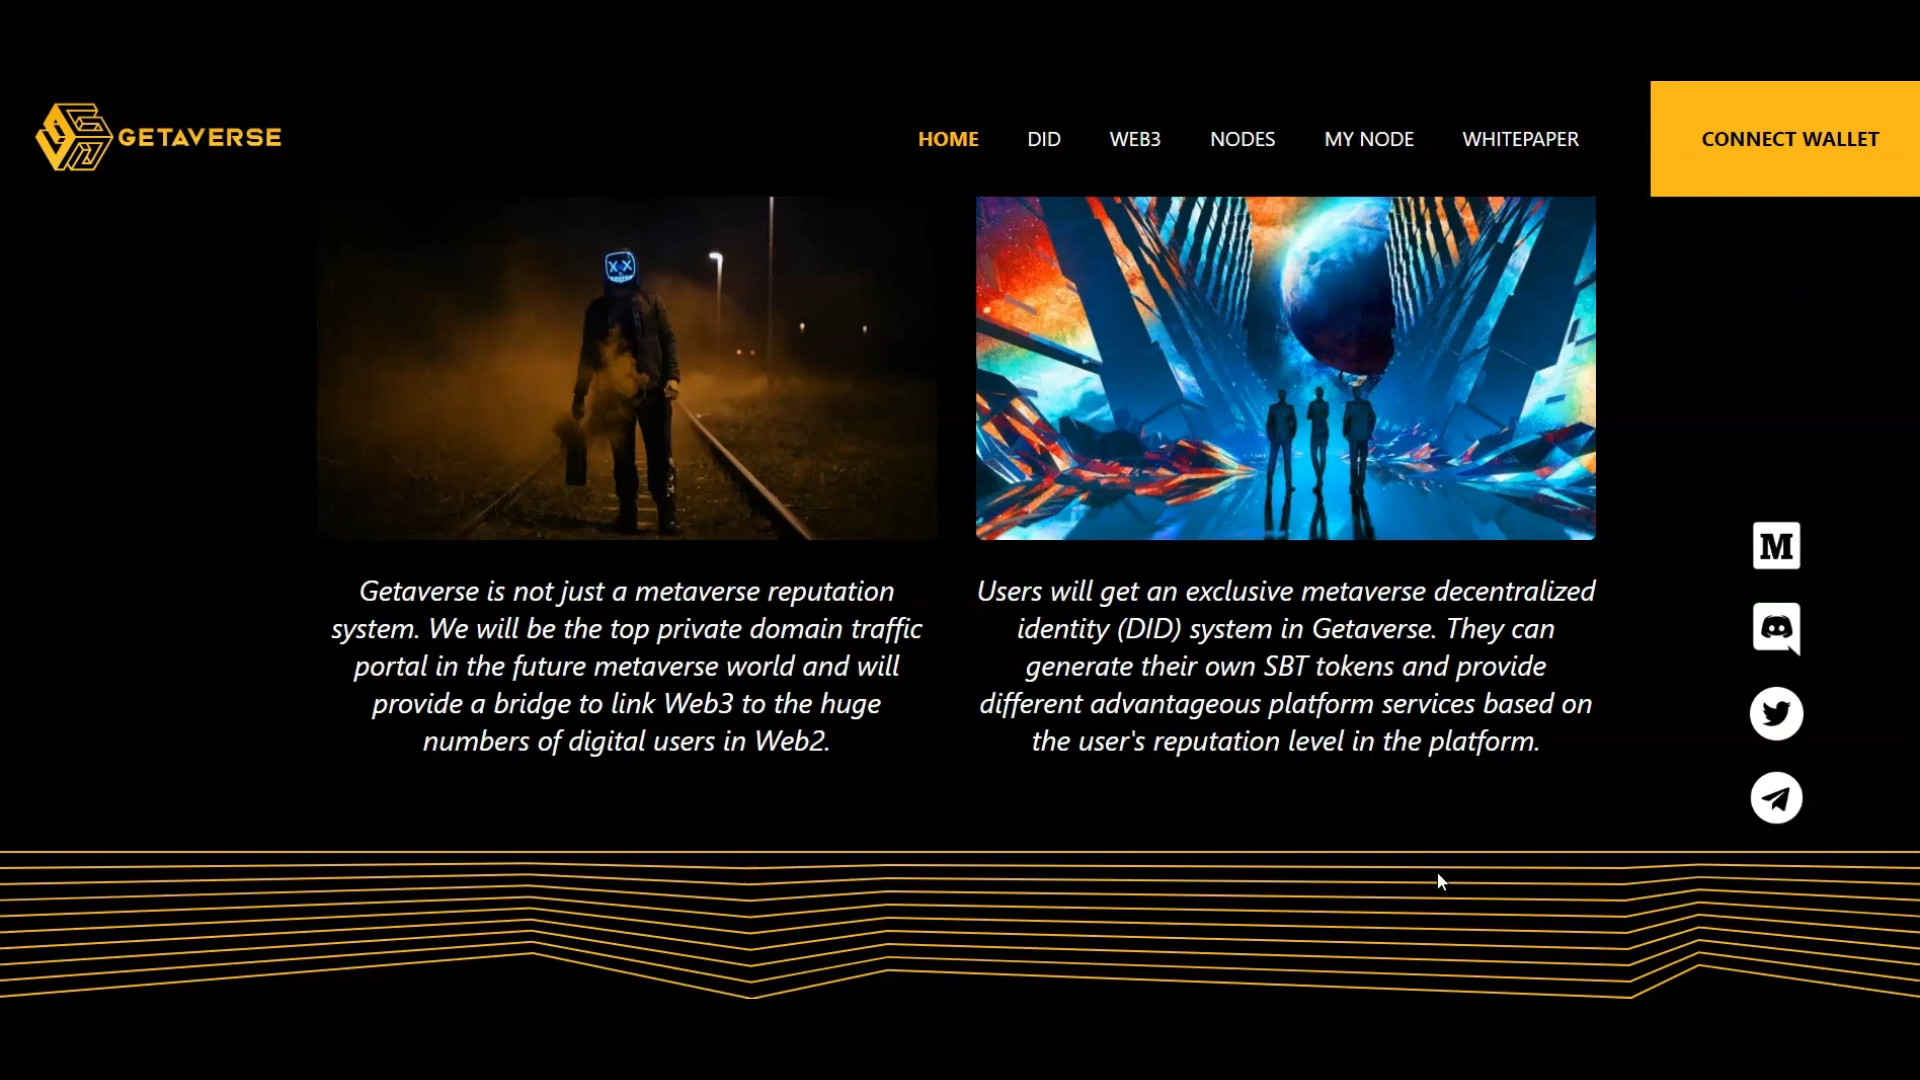 GETAVERSE
HOME
DID
WEB3
NODES
MY NODE
WHITEPAPER
CONNECT WALLET
Getaverse is not just a metaverse reputation
system. We will be the top private domain traffic
portal in the future metaverse world and will
provide a bridge to link Web3 to the huge
numbers of digital users in Web2.
Users will get an exclusive metaverse decentralized
identity (DID) system in Getaverse. They can
generate their own SBT tokens and provide
different advantageous platform services based on
the user's reputation level in the platform.
M